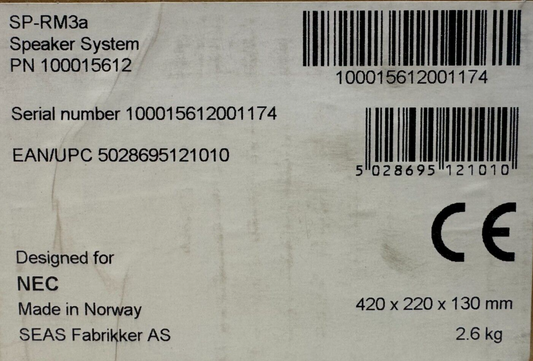 SP-RM3a
Speaker System
PN 100015612
100015612001174
Serial number 100015612001174
EAN/UPC 5028695121010
5 028695 121010
CE
Designed for
NEC
Made in Norway
420 x 220 x 130 mm
SEAS Fabrikker AS
2.6 kg